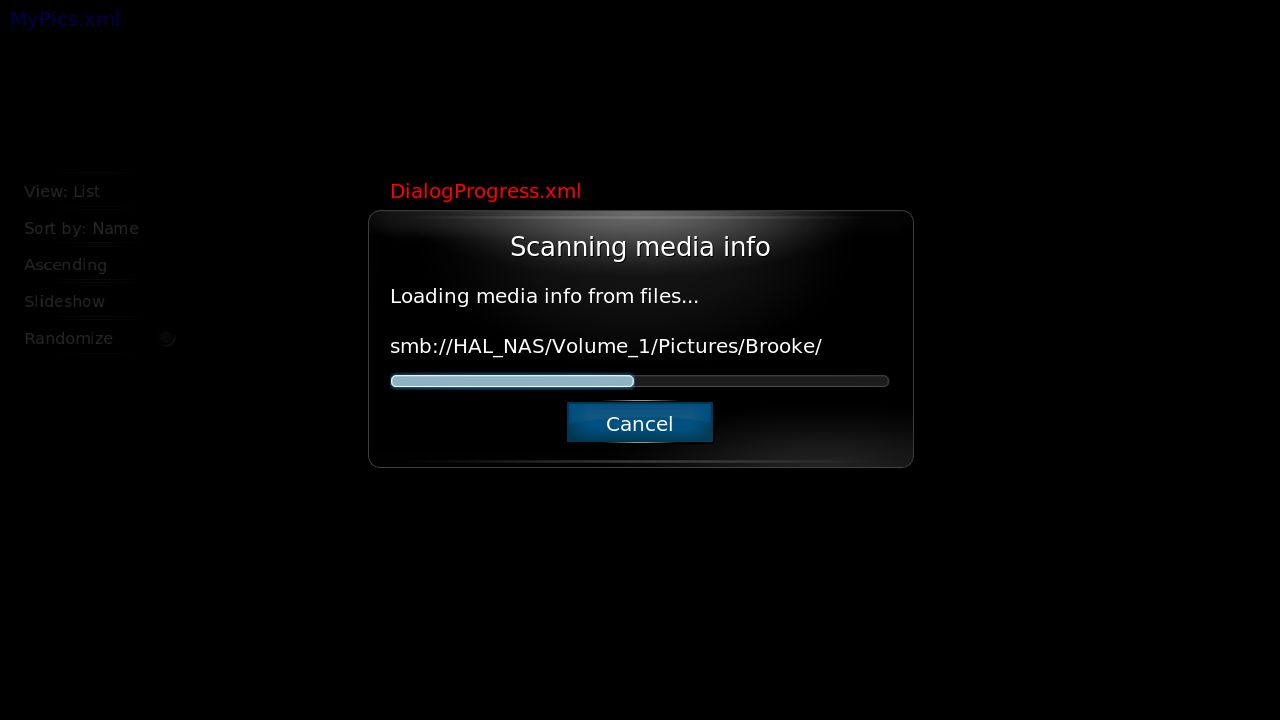 MyPics.xml
DialogProgress.xml
View: List
Sort by: Name
Ascending
Slideshow
Randomize
Scanning media info
Loading media info from files...
smb://HAL_NAS/Volume_1/Pictures/Brooke/
Cancel